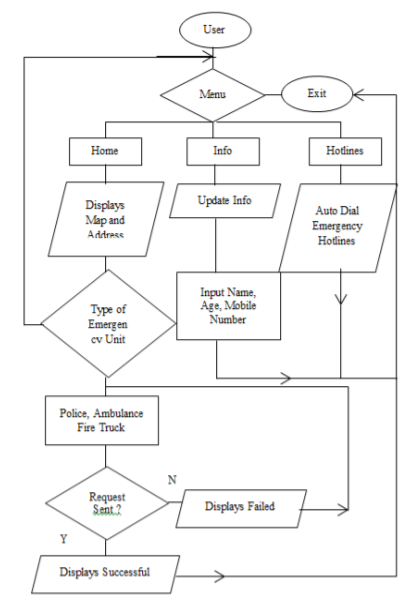 User
Menu
Exit
Home
Info
Hotlines
Displays
Map and
Address
Update Info
Auto Dial
Emergency
Hotlines
Type of
Emergen
cy Unit
Input Name,
Age, Mobile
Number
Police, Ambulance
Fire Truck
N
Request
Sent ?
Displays Failed
Y
Displays Successful